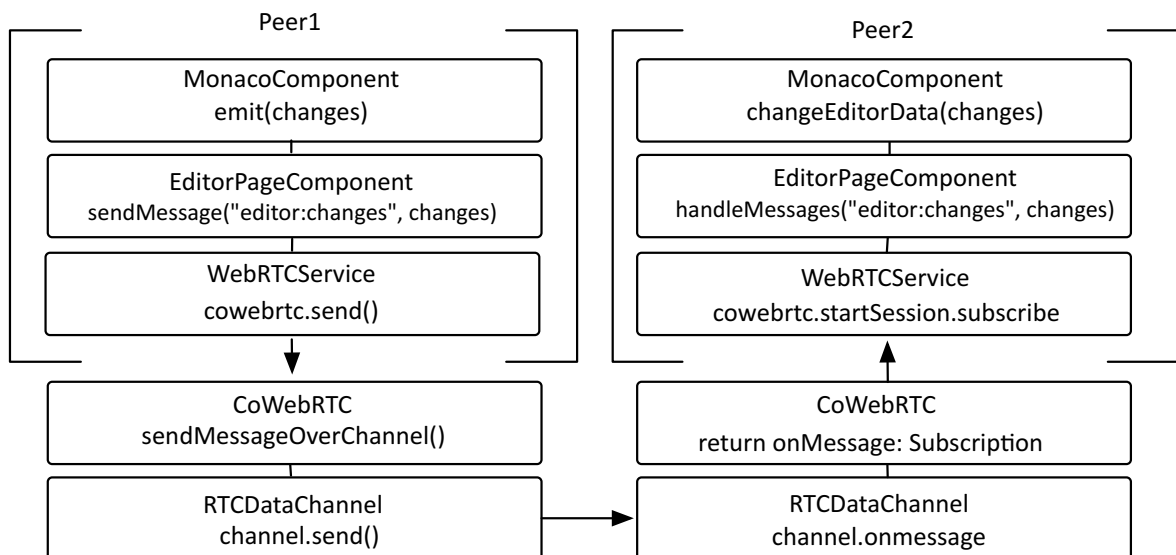 Peer1
MonacoComponent
emit(changes)
EditorPageComponent
sendMessage("editor:changes", changes)
WebRTCService
cowebrtc.send()
CoWebRTC
sendMessageOverChannel()
RTCDataChannel
channel.send()
Peer2
MonacoComponent
changeEditorData(changes)
EditorPageComponent
handleMessages("editor:changes", changes)
WebRTCService
cowebrtc.startSession.subscribe
CoWebRTC
return onMessage: Subscription
RTCDataChannel
channel.onmessage